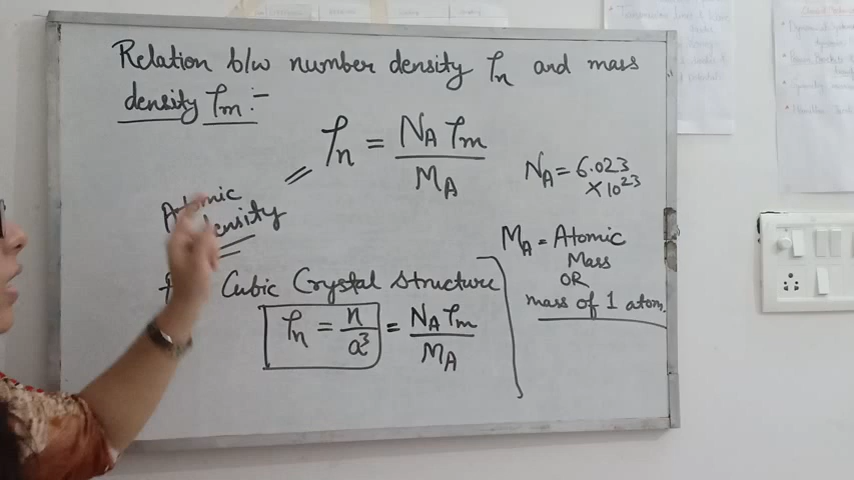 Relation b/w number density ρn and mass
density ρm :-
ρn = NA ρm / MA
Atomic
density
NA = 6.023
× 10²³
MA = Atomic
Mass
OR
mass of 1 atom.
Cubic Crystal Structure
ρn = n / a³ = NA ρm / MA